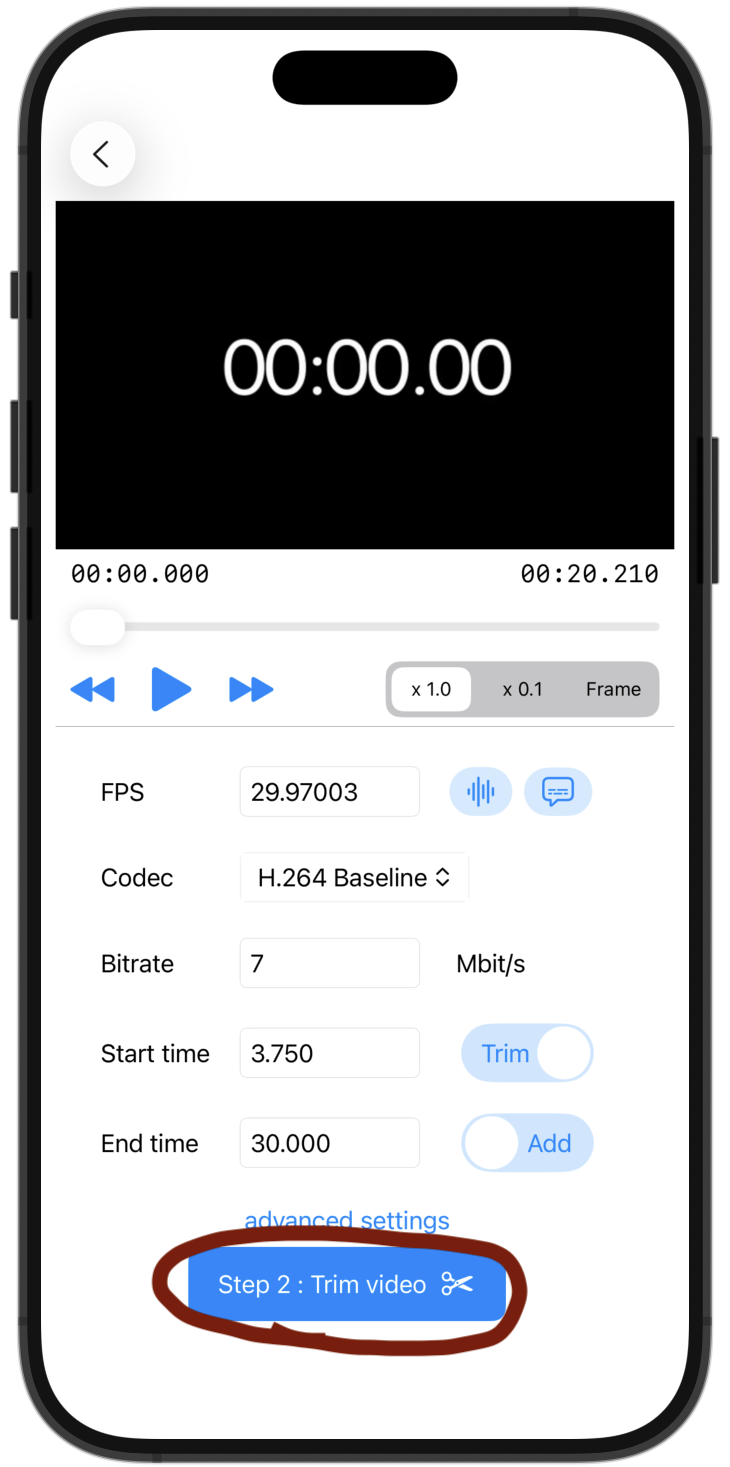 00:00.00
00:00.000 00:20.210
x 1.0 x 0.1 Frame
FPS 29.97003
Codec H.264 Baseline
Bitrate 7 Mbit/s
Start time 3.750 Trim
End time 30.000 Add
advanced settings
Step 2 : Trim video